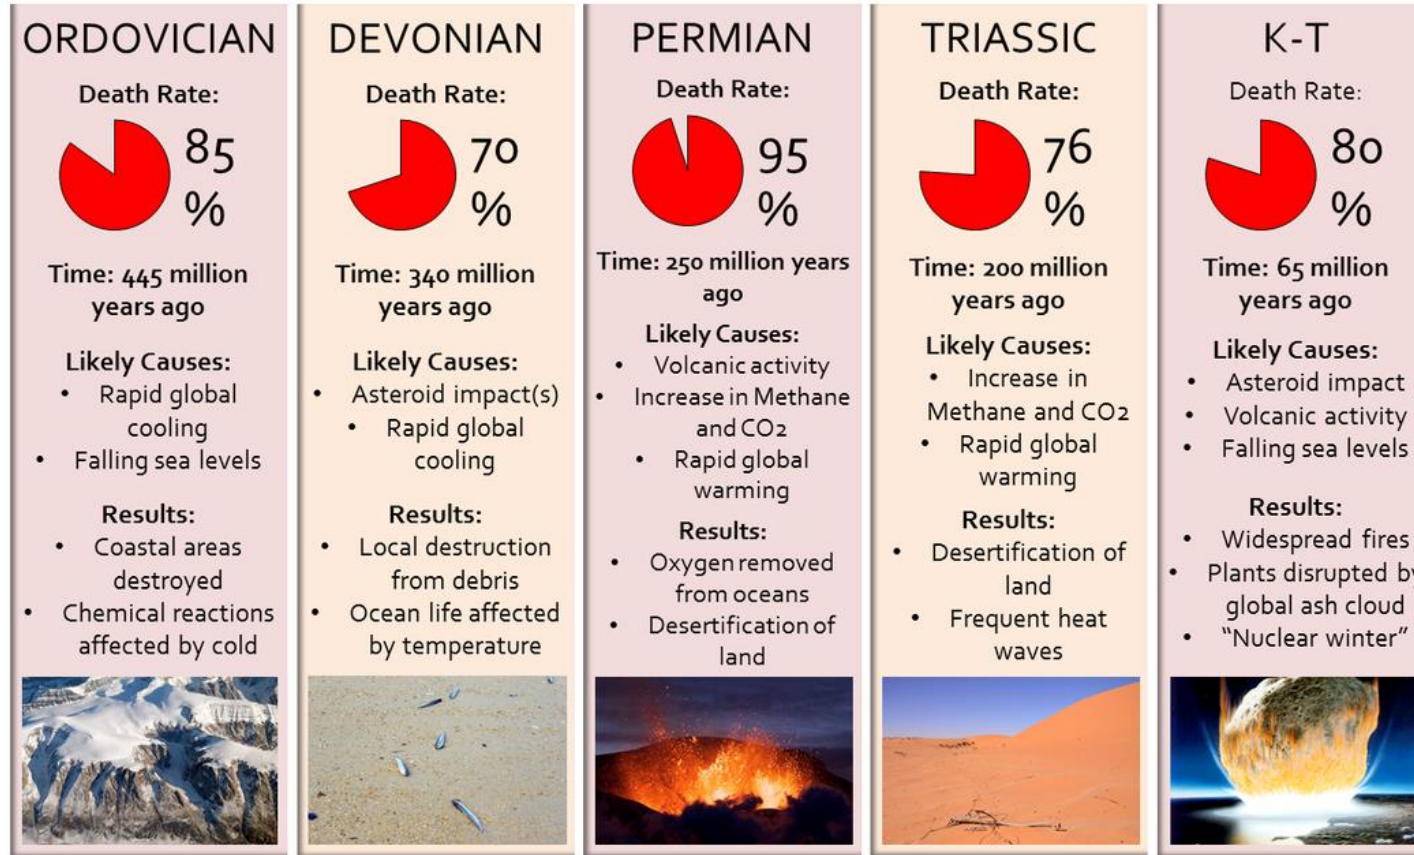 ORDOVICIAN
Death Rate:
85
%
Time: 445 million
years ago
Likely Causes:
• Rapid global
cooling
• Falling sea levels
Results:
• Coastal areas
destroyed
• Chemical reactions
affected by cold
DEVONIAN
Death Rate:
70
%
Time: 340 million
years ago
Likely Causes:
• Asteroid impact(s)
• Rapid global
cooling
Results:
• Local destruction
from debris
• Ocean life affected
by temperature
PERMIAN
Death Rate:
95
%
Time: 250 million years
ago
Likely Causes:
• Volcanic activity
• Increase in Methane
and CO2
• Rapid global
warming
Results:
• Oxygen removed
from oceans
• Desertification of
land
TRIASSIC
Death Rate:
76
%
Time: 200 million
years ago
Likely Causes:
• Increase in
Methane and CO2
• Rapid global
warming
Results:
• Desertification of
land
• Frequent heat
waves
K-T
Death Rate:
80
%
Time: 65 million
years ago
Likely Causes:
• Asteroid impact
• Volcanic activity
• Falling sea levels
Results:
• Widespread fires
• Plants disrupted by
global ash cloud
• “Nuclear winter”